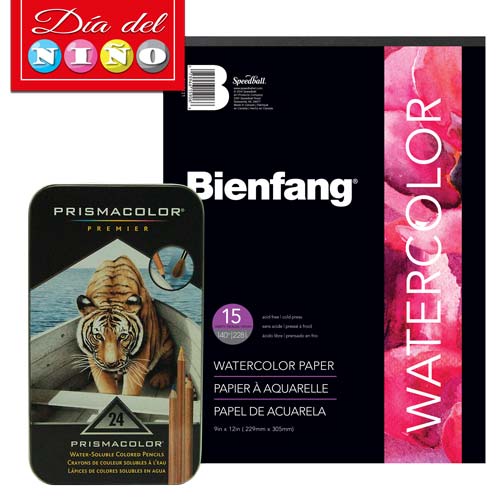 Día del
NIÑO
B
Speedball
Bienfang
15
140° (228)
acid free | cold press
sans acide | pressé à froid
ácido libre | prensado en frio
WATERCOLOR PAPER
PAPIER À AQUARELLE
PAPEL DE ACUARELA
9in x 12in ( 229mm x 305mm)
WATERCOLOR
PRISMACOLOR
PREMIER
24
PRISMACOLOR
WATER-SOLUBLE COLORED PENCILS
CRAYONS DE COULEUR SOLUBLES À L'EAU
LÁPICES DE COLORES SOLUBLES EN AGUA